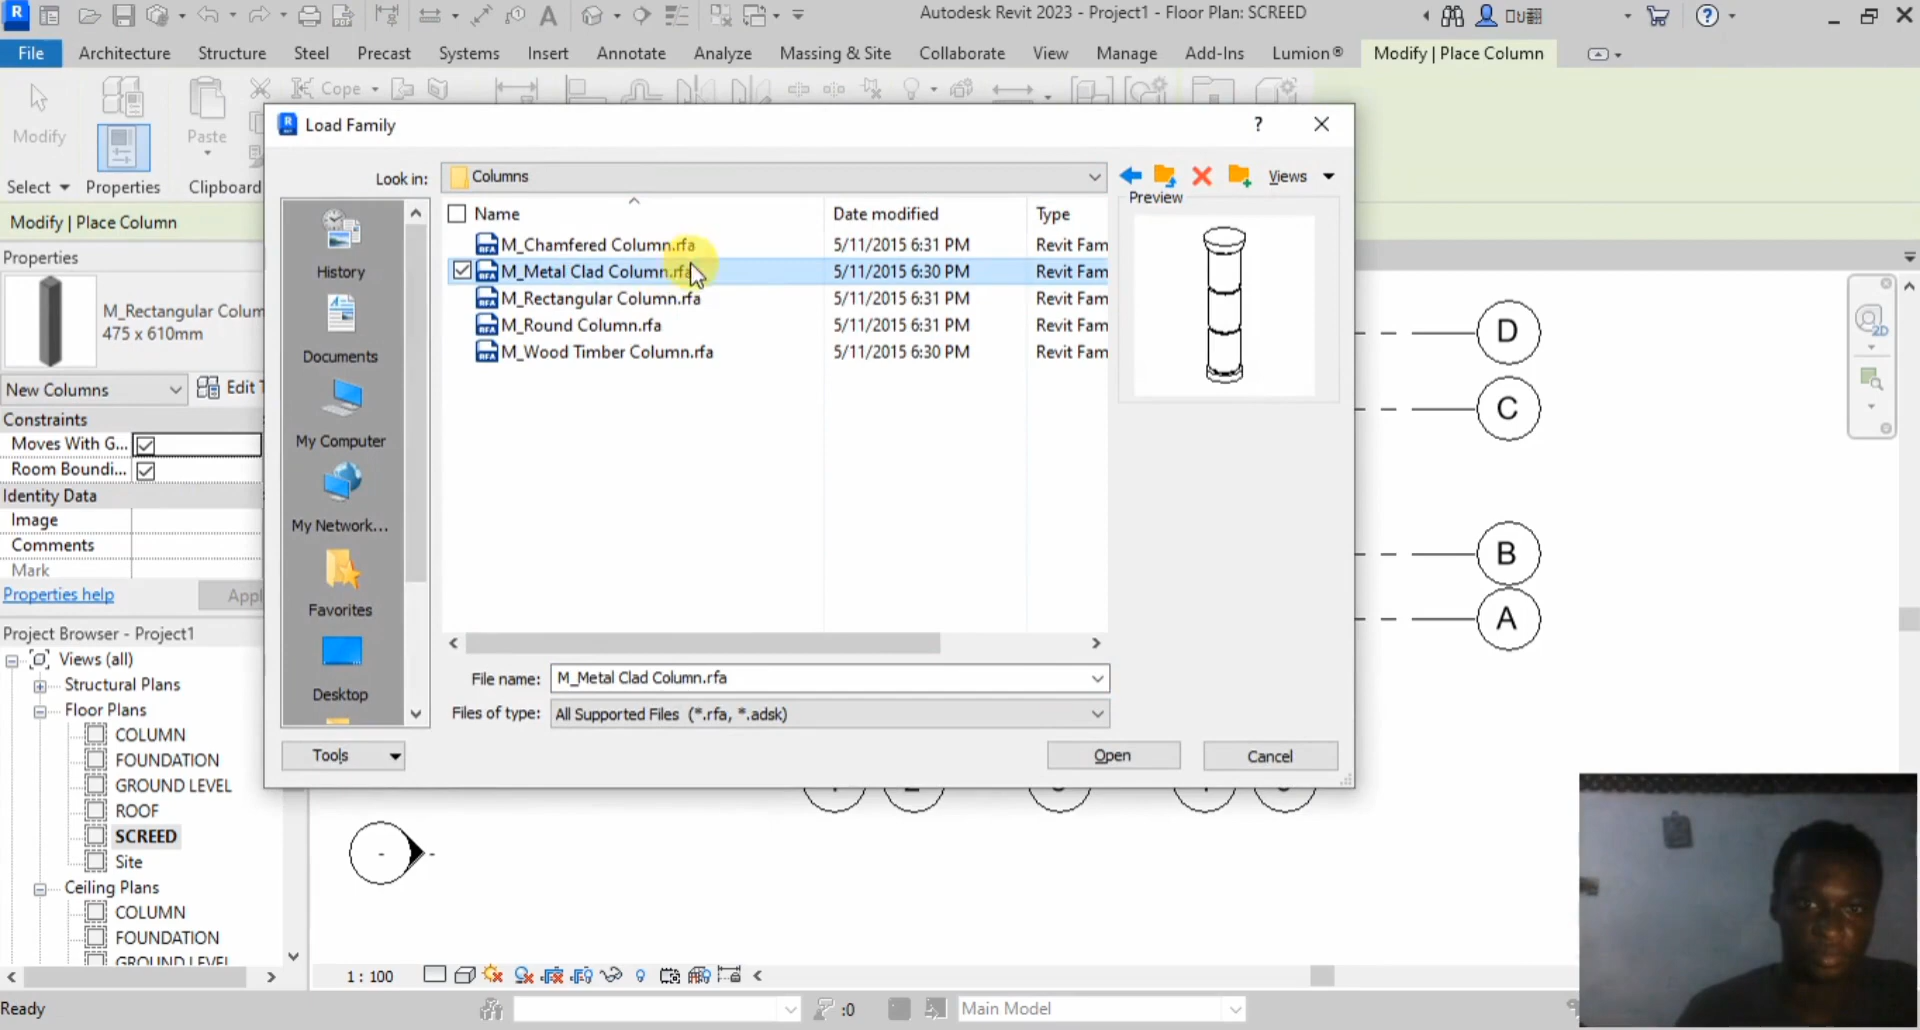 Autodesk Revit 2023 - Project1 - Floor Plan: SCREED
File Architecture Structure Steel Precast Systems Insert Annotate Analyze Massing & Site Collaborate View Manage Add-Ins Lumion® Modify | Place Column
Modify
Paste
Cope
Select Properties Clipboard
Modify | Place Column
Load Family
Look in: Columns
Views
Preview
Name Date modified Type
M_Chamfered Column.rfa 5/11/2015 6:31 PM Revit Fam
M_Metal Clad Column.rfa 5/11/2015 6:30 PM Revit Fam
M_Rectangular Column.rfa 5/11/2015 6:31 PM Revit Fam
M_Round Column.rfa 5/11/2015 6:31 PM Revit Fam
M_Wood Timber Column.rfa 5/11/2015 6:30 PM Revit Fam
History
Documents
My Computer
My Network...
Favorites
Desktop
File name: M_Metal Clad Column.rfa
Files of type: All Supported Files (*.rfa, *.adsk)
Tools
Open
Cancel
Properties
M_Rectangular Colum
475 x 610mm
New Columns
Edit T
Constraints
Moves With G...
Room Boundi...
Identity Data
Image
Comments
Mark
Properties help
Appl
Project Browser - Project1
Views (all)
Structural Plans
Floor Plans
COLUMN
FOUNDATION
GROUND LEVEL
ROOF
SCREED
Site
Ceiling Plans
COLUMN
FOUNDATION
GROUND LEVEL
D
C
B
A
2D
1 : 100
Ready
:0
Main Model